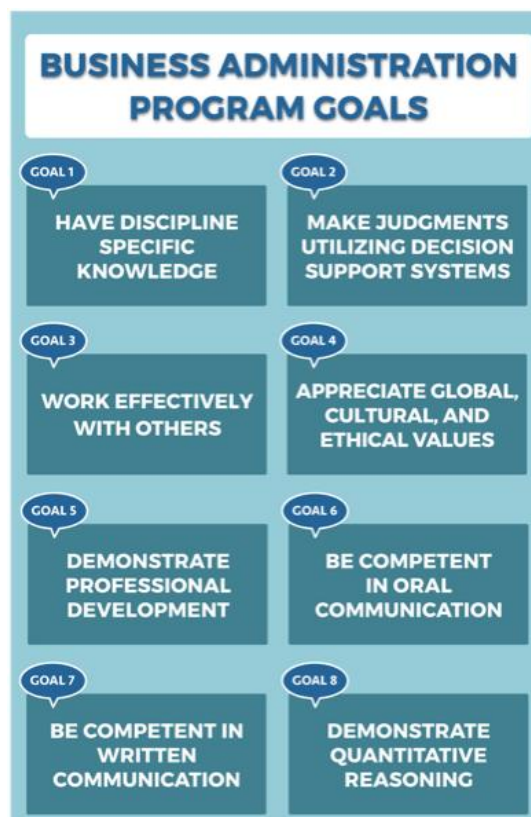 BUSINESS ADMINISTRATION
PROGRAM GOALS
GOAL 1
HAVE DISCIPLINE
SPECIFIC
KNOWLEDGE
GOAL 2
MAKE JUDGMENTS
UTILIZING DECISION
SUPPORT SYSTEMS
GOAL 3
WORK EFFECTIVELY
WITH OTHERS
GOAL 4
APPRECIATE GLOBAL,
CULTURAL, AND
ETHICAL VALUES
GOAL 5
DEMONSTRATE
PROFESSIONAL
DEVELOPMENT
GOAL 6
BE COMPETENT
IN ORAL
COMMUNICATION
GOAL 7
BE COMPETENT IN
WRITTEN
COMMUNICATION
GOAL 8
DEMONSTRATE
QUANTITATIVE
REASONING